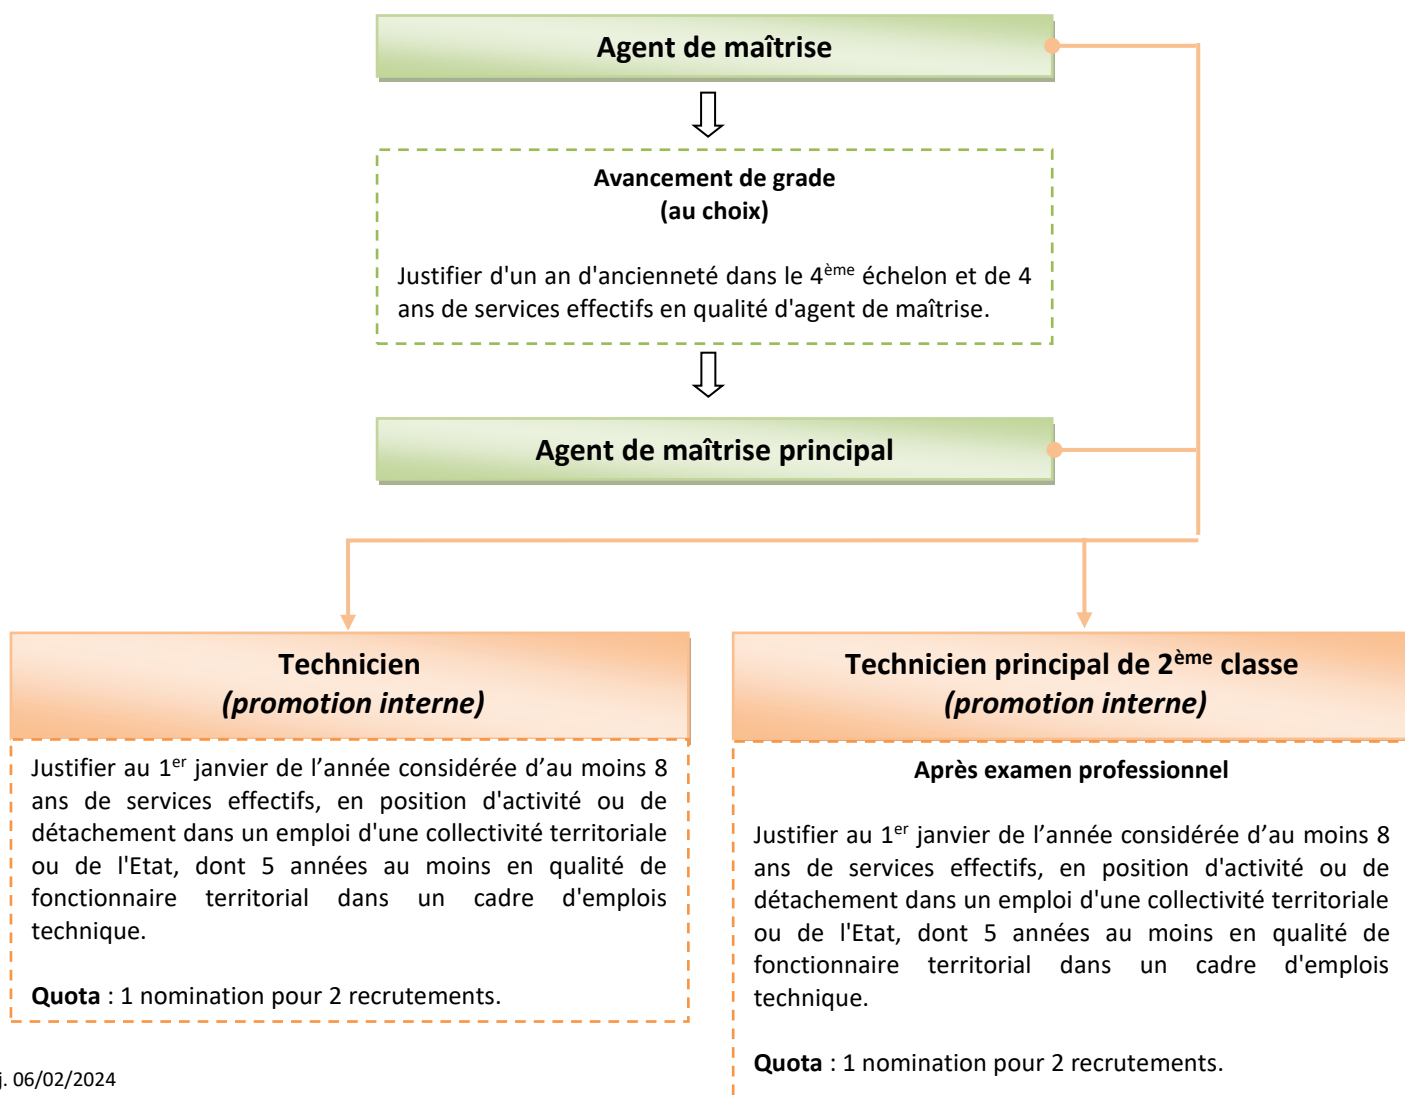 Agent de maîtrise
Avancement de grade
(au choix)
Justifier d'un an d'ancienneté dans le 4ème échelon et de 4
ans de services effectifs en qualité d'agent de maîtrise.
Agent de maîtrise principal
Technicien
(promotion interne)
Justifier au 1er janvier de l’année considérée d’au moins 8
ans de services effectifs, en position d'activité ou de
détachement dans un emploi d'une collectivité territoriale
ou de l'Etat, dont 5 années au moins en qualité de
fonctionnaire territorial dans un cadre d'emplois
technique.
Quota : 1 nomination pour 2 recrutements.
Technicien principal de 2ème classe
(promotion interne)
Après examen professionnel
Justifier au 1er janvier de l’année considérée d’au moins 8
ans de services effectifs, en position d'activité ou de
détachement dans un emploi d'une collectivité territoriale
ou de l'Etat, dont 5 années au moins en qualité de
fonctionnaire territorial dans un cadre d'emplois
technique.
Quota : 1 nomination pour 2 recrutements.
j. 06/02/2024